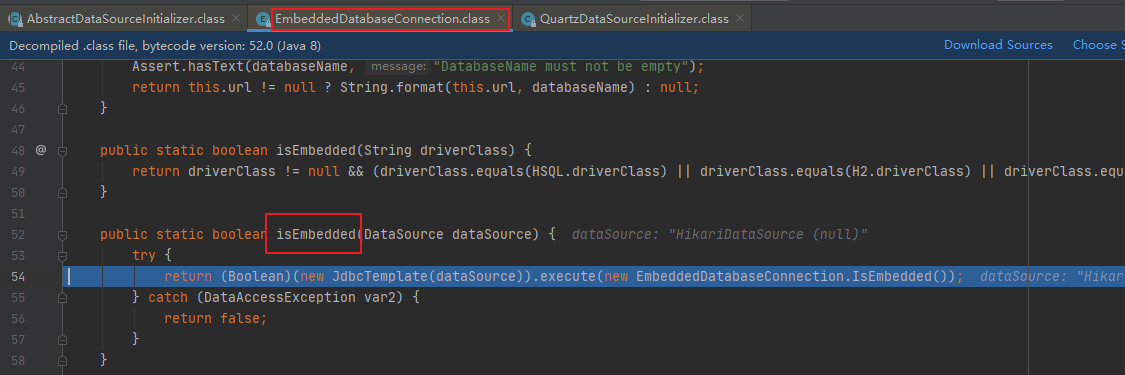 AbstractDataSourceInitializer.class × EmbeddedDatabaseConnection.class × QuartzDataSourceInitializer.class ×
Decompiled .class file, bytecode version: 52.0 (Java 8) Download Sources Choose S
44 Assert.hasText(databaseName, message: "DatabaseName must not be empty");
45 return this.url != null ? String.format(this.url, databaseName) : null;
46 }
47
48 @ public static boolean isEmbedded(String driverClass) {
49 return driverClass != null && (driverClass.equals(HSQL.driverClass) || driverClass.equals(H2.driverClass) || driverClass.equ
50 }
51
52 public static boolean isEmbedded(DataSource dataSource) { dataSource: "HikariDataSource (null)"
53 try {
54 return (Boolean)(new JdbcTemplate(dataSource)).execute(new EmbeddedDatabaseConnection.IsEmbedded()); dataSource: "Hikar
55 } catch (DataAccessException var2) {
56 return false;
57 }
58 }